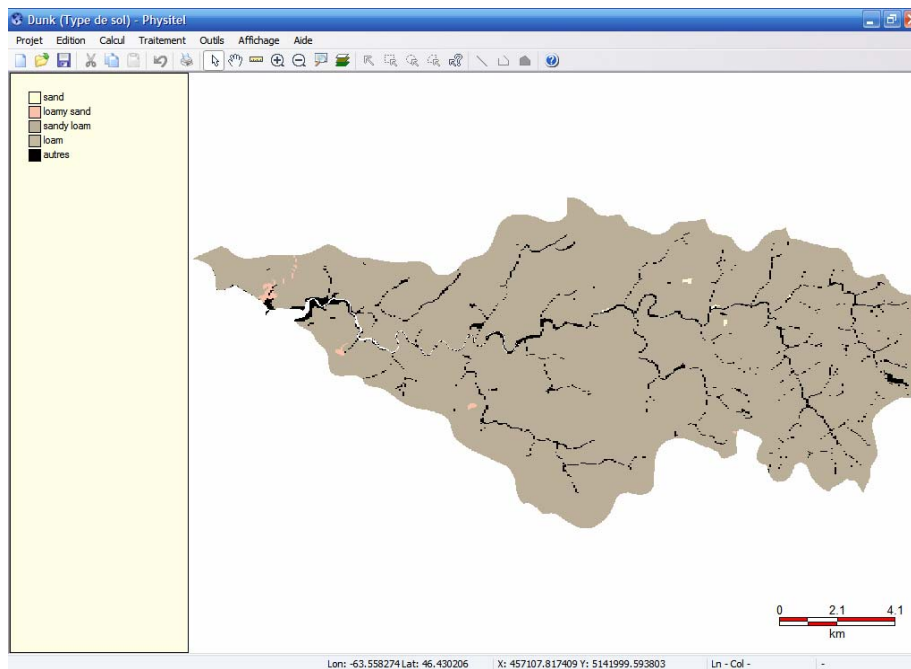 Dunk (Type de sol) - Physitel
Projet Edition Calcul Traitement Outils Affichage Aide
sand
loamy sand
sandy loam
loam
autres
0 2.1 4.1
km
Lon: -63.558274 Lat: 46.430206 X: 457107.817409 Y: 5141999.593803 Ln - Col - -